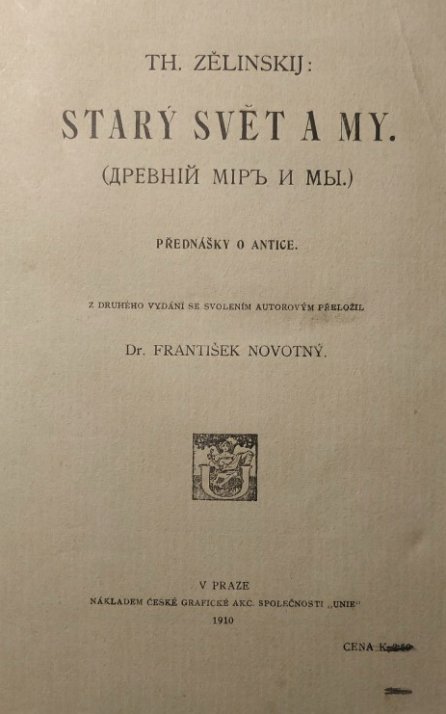 TH. ZĚLINSKIJ:
STARÝ SVĚT A MY.
(ДРЕВНІЙ МІРЪ И МЫ.)
PŘEDNÁŠKY O ANTICE.
Z DRUHÉHO VYDÁNÍ SE SVOLENÍM AUTOROVÝM PŘELOŽIL
Dr. FRANTIŠEK NOVOTNÝ.
V PRAZE
NÁKLADEM ČESKÉ GRAFICKÉ AKC. SPOLEČNOSTI „UNIE“
1910
CENA K